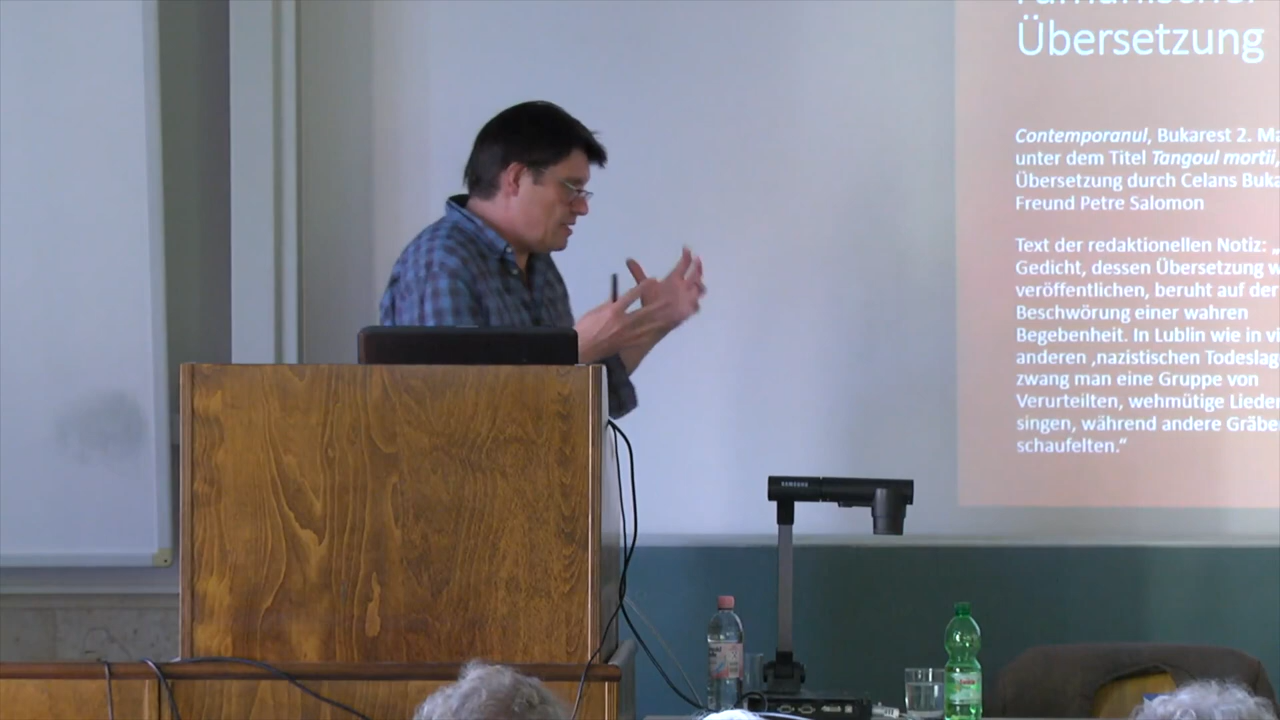 Übersetzung
Contemporanul, Bukarest 2. Ma
unter dem Titel Tangoul mortii,
Übersetzung durch Celans Buka
Freund Petre Salomon
Text der redaktionellen Notiz: „
Gedicht, dessen Übersetzung w
veröffentlichen, beruht auf der
Beschwörung einer wahren
Begebenheit. In Lublin wie in vi
anderen ‚nazistischen Todeslag
zwang man eine Gruppe von
Verurteilten, wehmütige Lieder
singen, während andere Gräbe
schaufelten.“
SAMSUNG